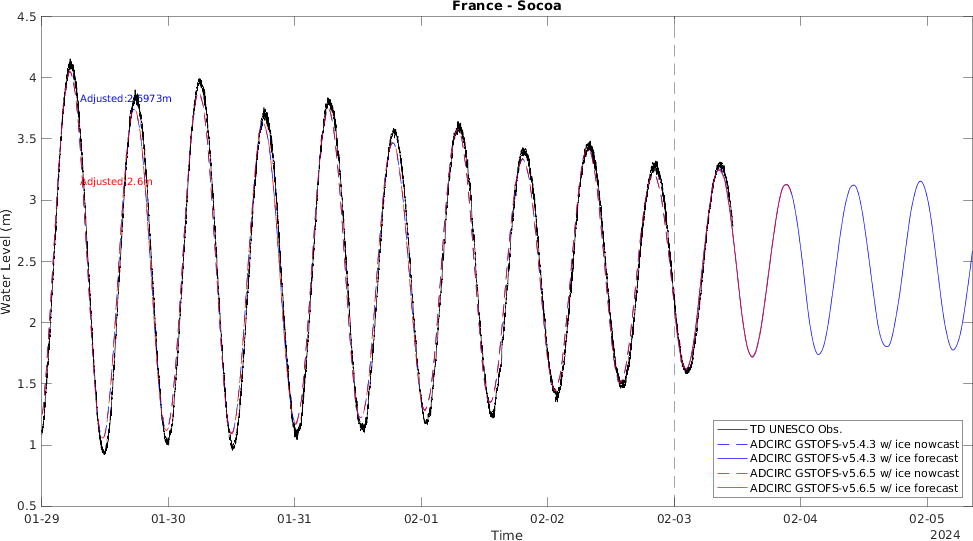 France - Socoa
4.5
4
3.5
3
2.5
2
1.5
1
0.5
Water Level (m)
Adjusted:2.5973m
Adjusted:2.6m
TD UNESCO Obs.
ADCIRC GSTOFS-v5.4.3 w/ ice nowcast
ADCIRC GSTOFS-v5.4.3 w/ ice forecast
ADCIRC GSTOFS-v5.6.5 w/ ice nowcast
ADCIRC GSTOFS-v5.6.5 w/ ice forecast
01-29 01-30 01-31 02-01 02-02 02-03 02-04 02-05
Time
2024